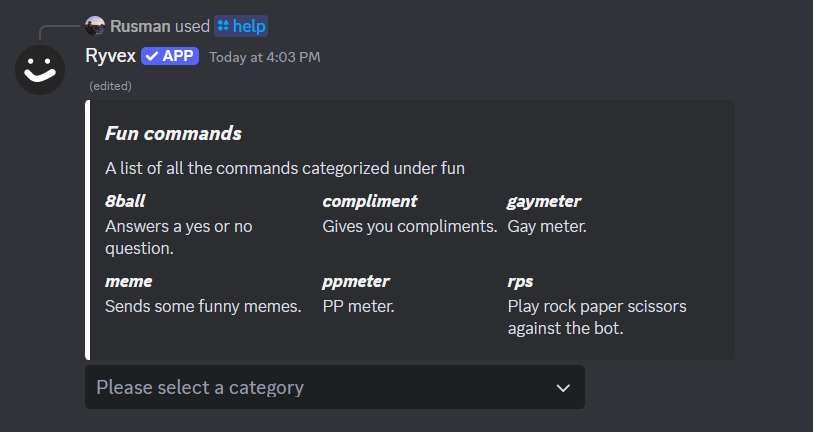 Rusman used help
Ryvex APP Today at 4:03 PM
(edited)
Fun commands
A list of all the commands categorized under fun
8ball
Answers a yes or no
question.
compliment
Gives you compliments.
gaymeter
Gay meter.
meme
Sends some funny memes.
ppmeter
PP meter.
rps
Play rock paper scissors
against the bot.
Please select a category